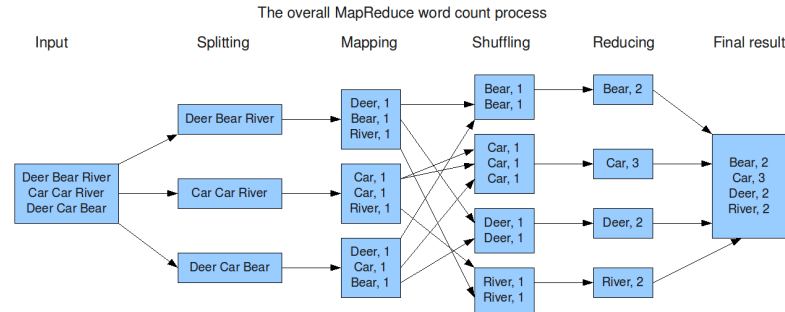 The overall MapReduce word count process
Input
Splitting
Mapping
Shuffling
Reducing
Final result
Deer Bear River
Car Car River
Deer Car Bear
Deer Bear River
Car Car River
Deer Car Bear
Deer, 1
Bear, 1
River, 1
Car, 1
Car, 1
River, 1
Deer, 1
Car, 1
Bear, 1
Bear, 1
Bear, 1
Car, 1
Car, 1
Car, 1
Deer, 1
Deer, 1
River, 1
River, 1
Bear, 2
Car, 3
Deer, 2
River, 2
Bear, 2
Car, 3
Deer, 2
River, 2